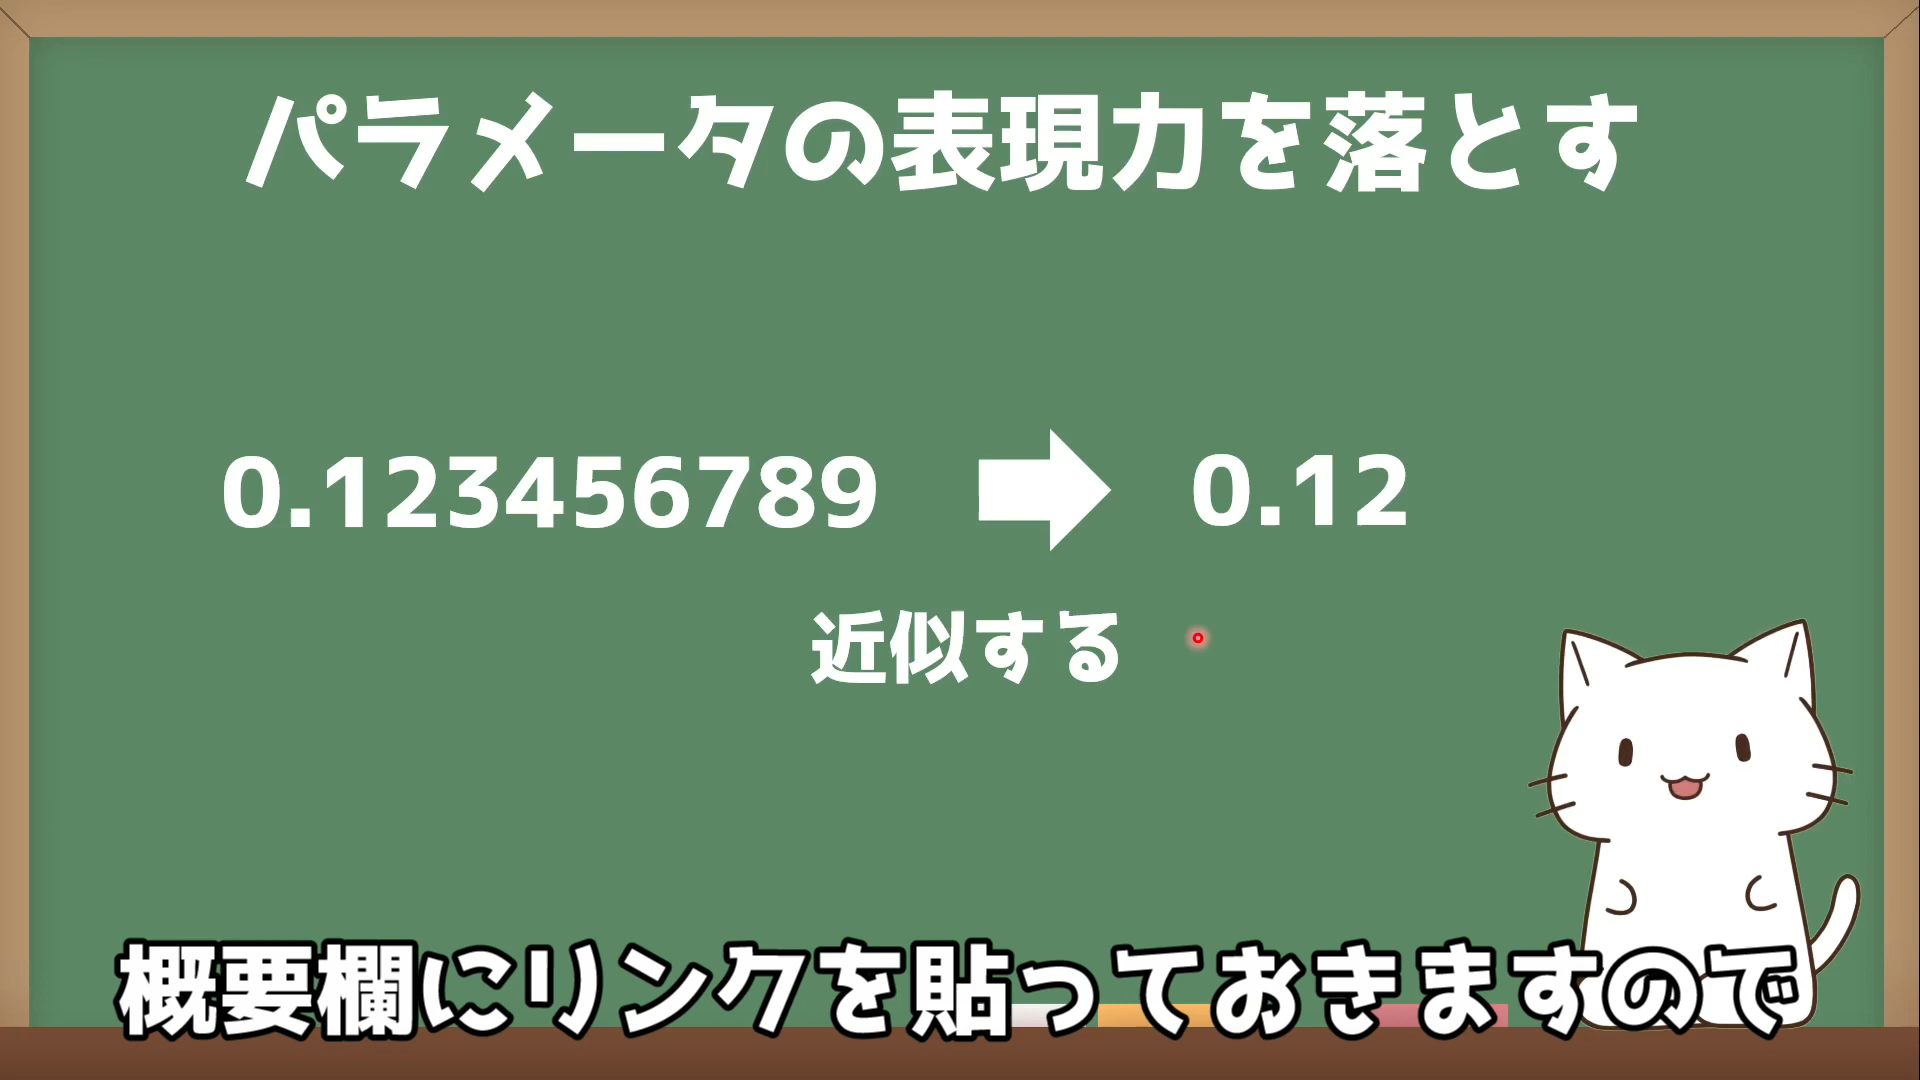 パラメータの表現力を落とす
0.123456789 ➡ 0.12
近似する
概要欄にリンクを貼っておきますので